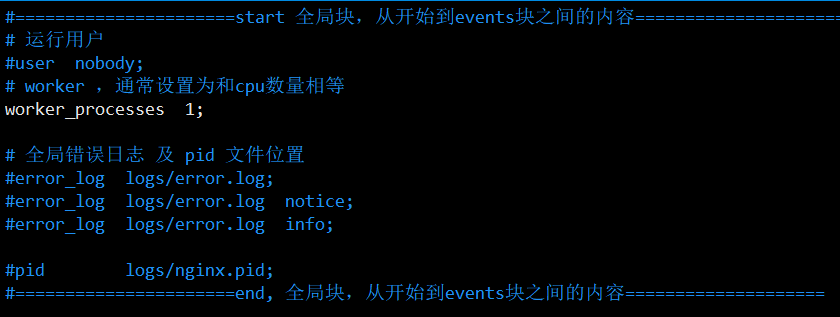 #======================start 全局块，从开始到events块之间的内容=====================
# 运行用户
#user  nobody;
# worker ，通常设置为和cpu数量相等
worker_processes  1;
# 全局错误日志 及 pid 文件位置
#error_log  logs/error.log;
#error_log  logs/error.log  notice;
#error_log  logs/error.log  info;
#pid        logs/nginx.pid;
#======================end, 全局块，从开始到events块之间的内容====================